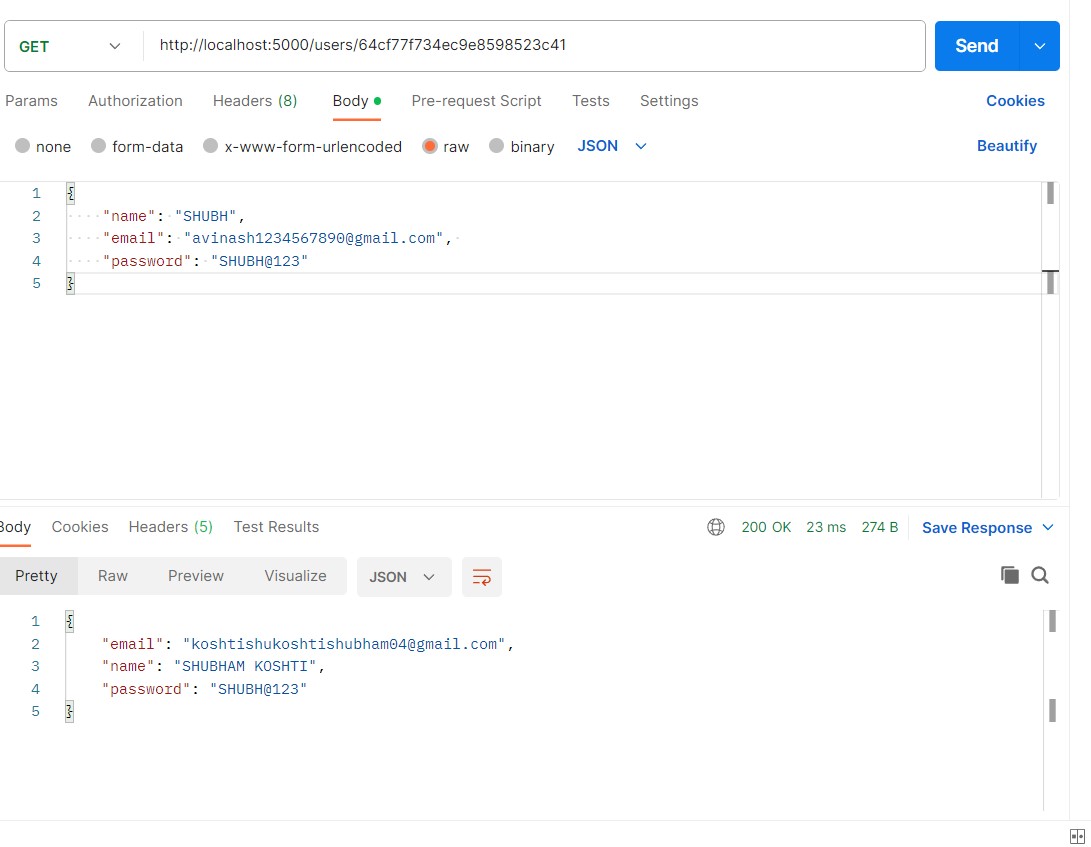 GET http://localhost:5000/users/64cf77f734ec9e8598523c41 Send
Params Authorization Headers (8) Body Pre-request Script Tests Settings Cookies
none form-data x-www-form-urlencoded raw binary JSON Beautify
1 {
2 "name": "SHUBH",
3 "email": "avinash1234567890@gmail.com",
4 "password": "SHUBH@123"
5 }
Body Cookies Headers (5) Test Results 200 OK 23 ms 274 B Save Response
Pretty Raw Preview Visualize JSON
1 {
2 "email": "koshtishukoshtishubham04@gmail.com",
3 "name": "SHUBHAM KOSHTI",
4 "password": "SHUBH@123"
5 }